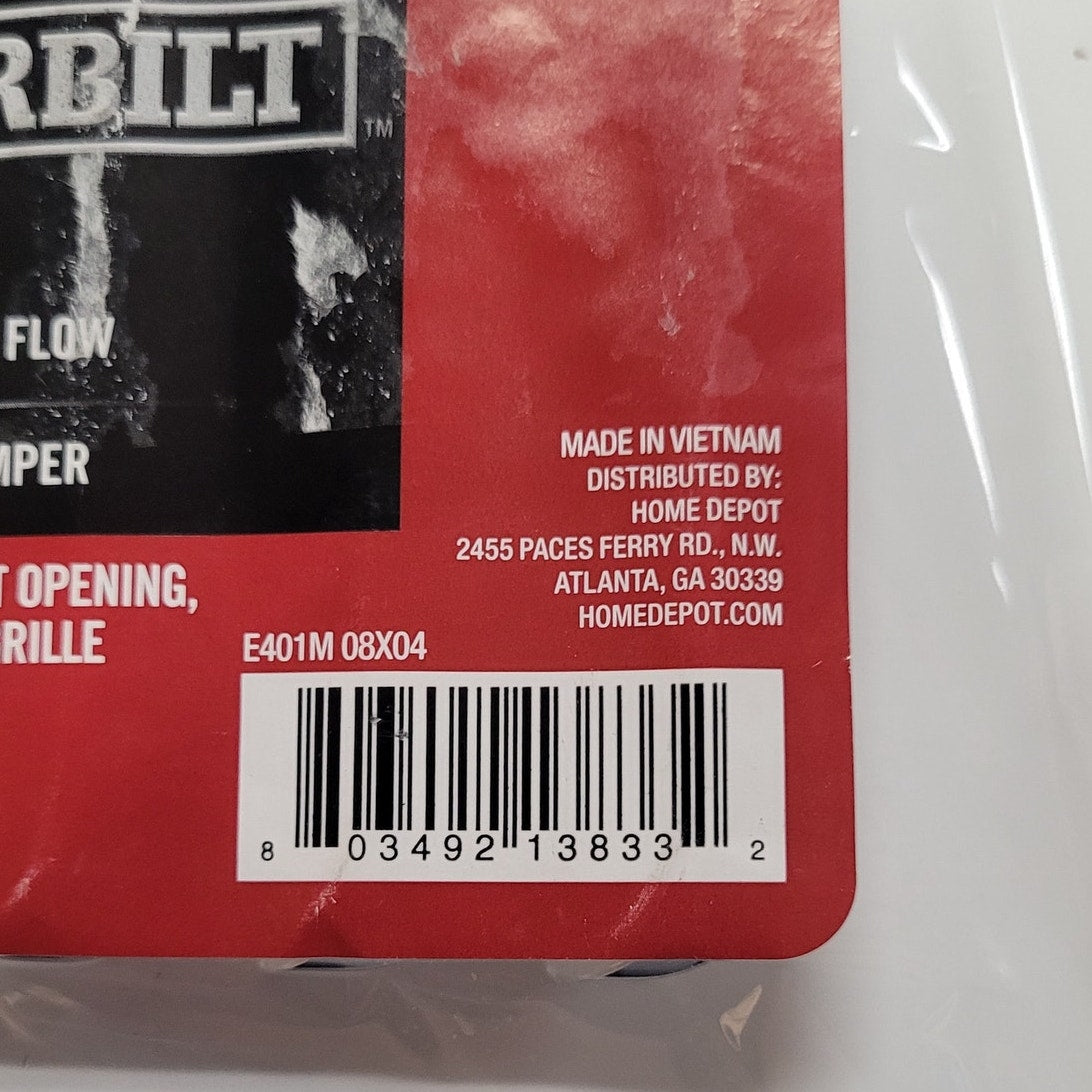 RBILT™
FLOW
MPER
T OPENING,
RILLE
MADE IN VIETNAM
DISTRIBUTED BY:
HOME DEPOT
2455 PACES FERRY RD., N.W.
ATLANTA, GA 30339
HOMEDEPOT.COM
E401M 08X04
8 03492 13833 2